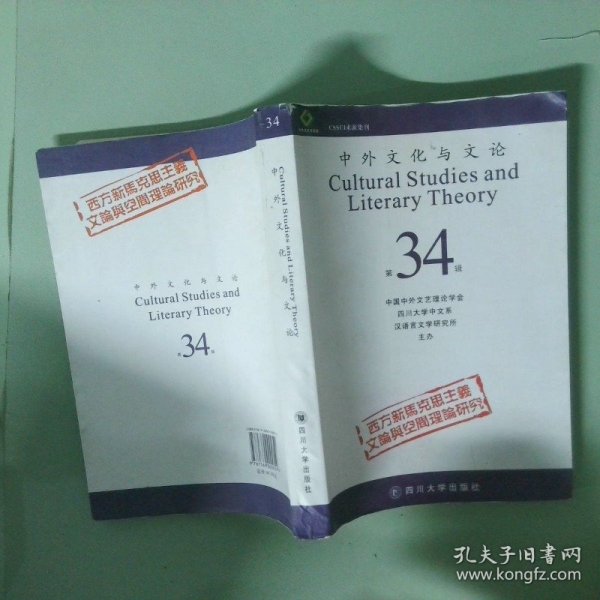 西方新馬克思主義
文論與空間理論研究
中外文化与文论
Cultural Studies and
Literary Theory
第34辑
34
中外文化与文论
Cultural Studies and Literary Theory
四川大学出版社
CSSCI来源集刊
中外文化与文论
Cultural Studies and
Literary Theory
第34辑
中国中外文艺理论学会
四川大学中文系
汉语言文学研究所
主办
西方新馬克思主義
文論與空間理論研究
四川大学出版社
孔夫子旧书网
www.kongfz.com